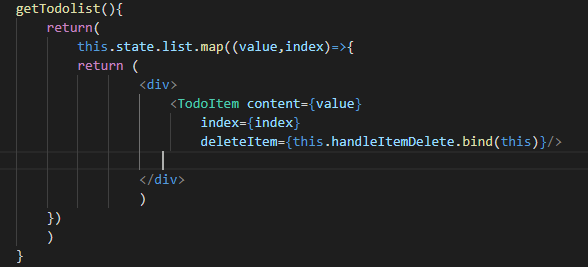 getTodolist(){
return(
this.state.list.map((value,index)=>{
return (
<div>
<TodoItem content={value}
index={index}
deleteItem={this.handleItemDelete.bind(this)}/>
</div>
)
})
)
}